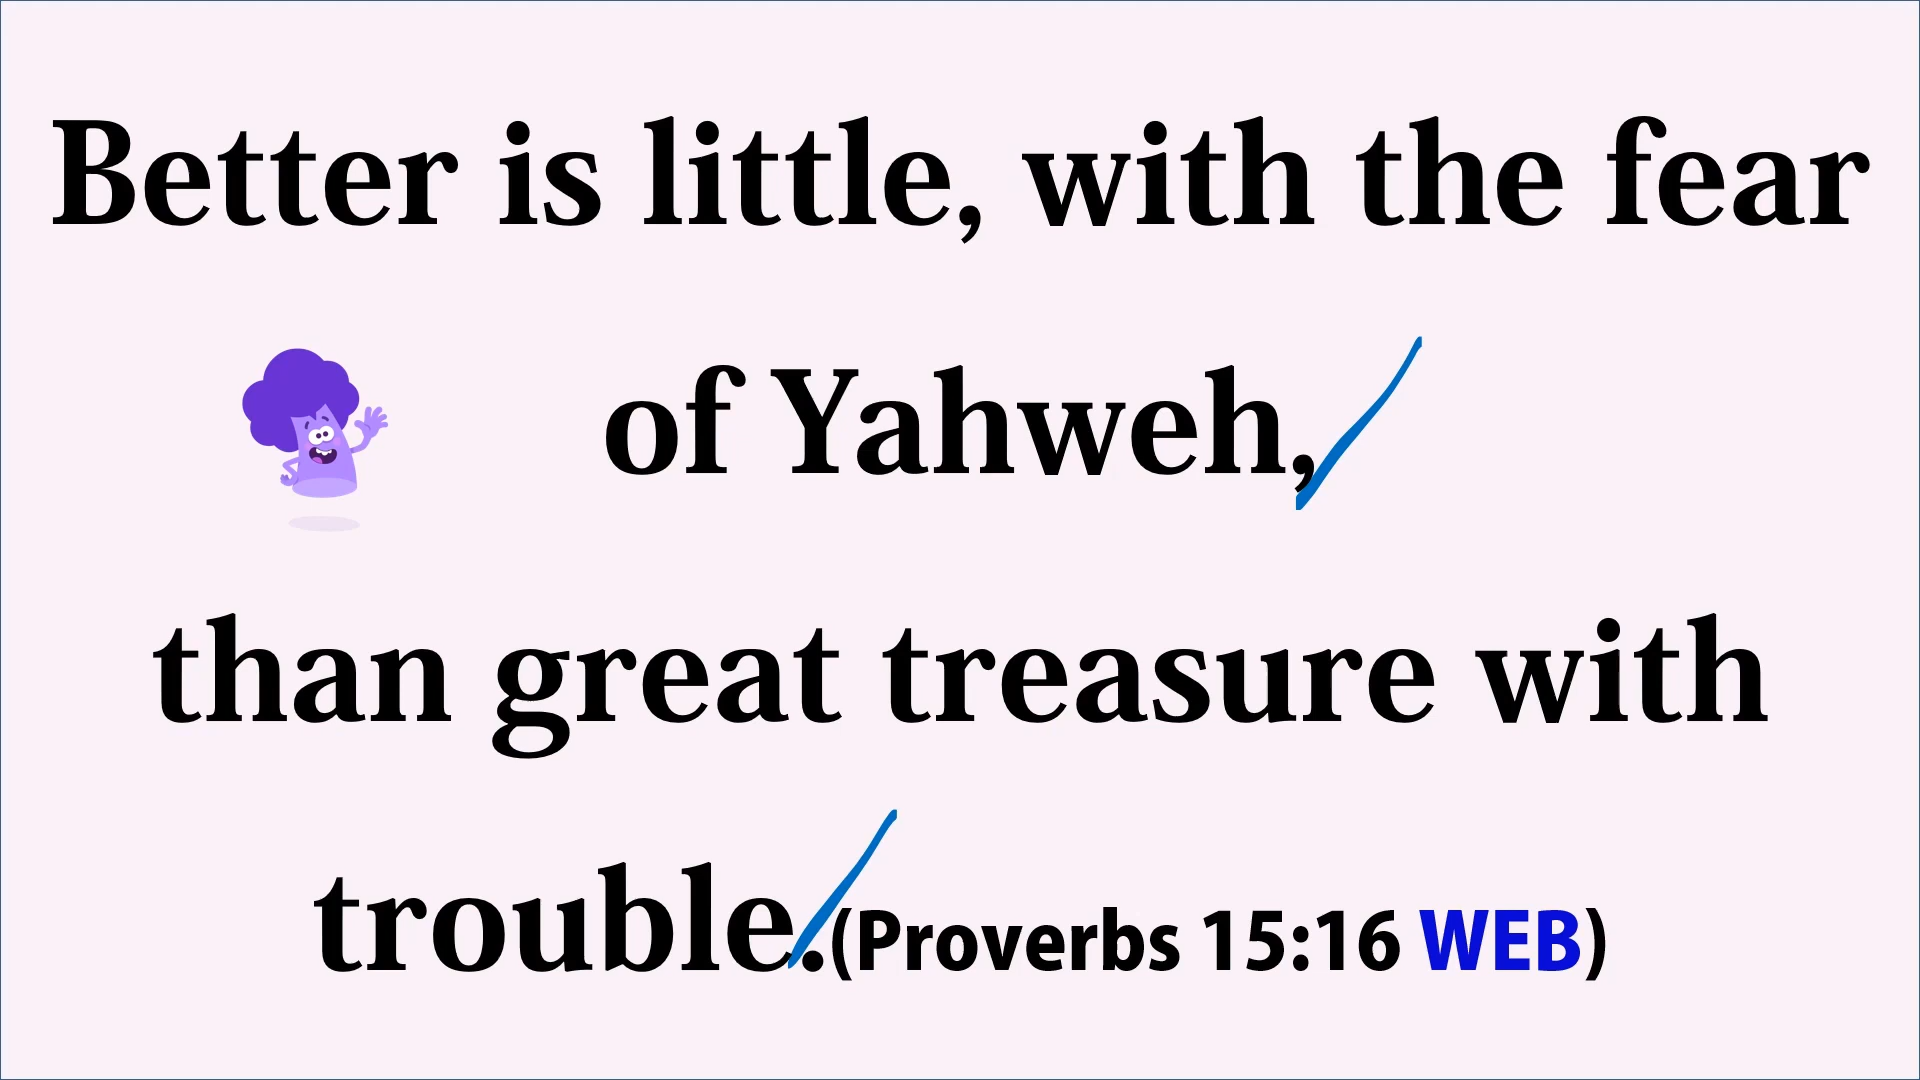 Better is little, with the fear
of Yahweh,
than great treasure with
trouble.(Proverbs 15:16 WEB)